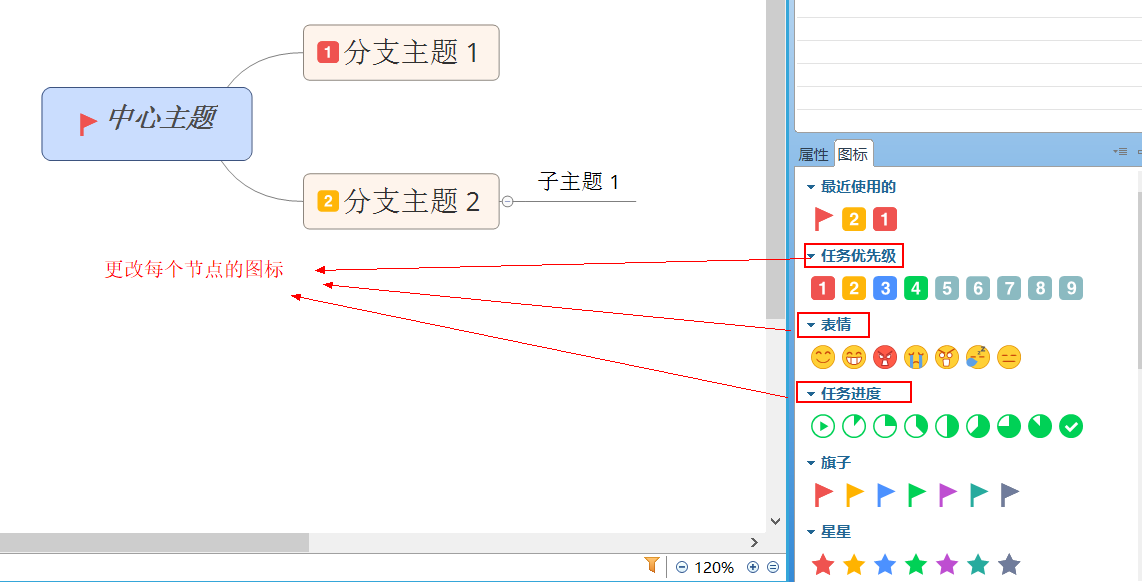 1 分支主题 1
中心主题
2 分支主题 2
子主题 1
更改每个节点的图标
120%
属性 图标
最近使用的
2 1
任务优先级
1 2 3 4 5 6 7 8 9
表情
任务进度
旗子
星星